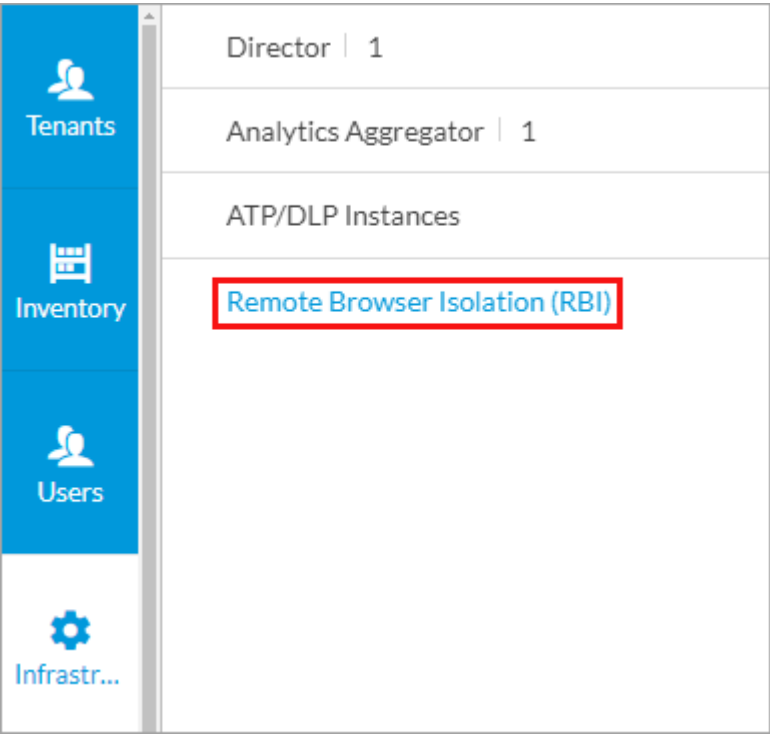 Tenants
Inventory
Users
Infrastr...
Director | 1
Analytics Aggregator | 1
ATP/DLP Instances
Remote Browser Isolation (RBI)